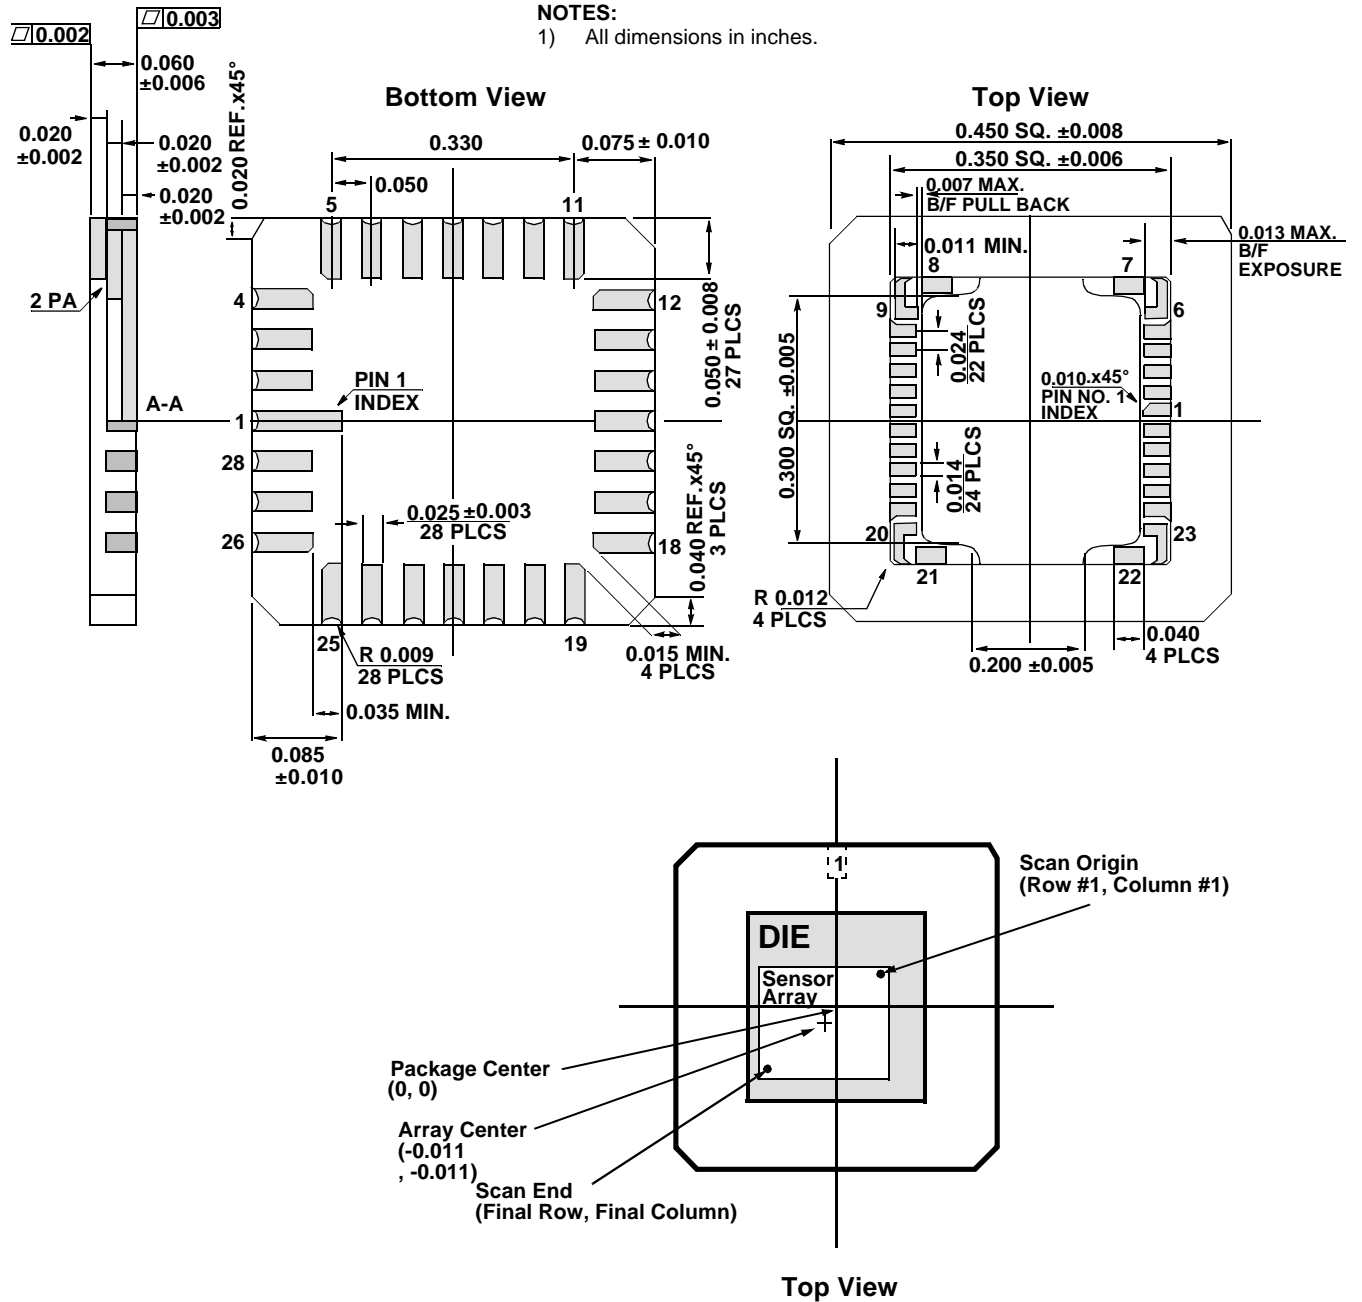 0.003
0.002
NOTES:
1) All dimensions in inches.
0.060
±0.006
0.020 REF.x45°
Bottom View
Top View
0.020
±0.002
0.020
±0.002
0.020
±0.002
0.330
0.075 ± 0.010
0.050
5
11
0.450 SQ. ±0.008
0.350 SQ. ±0.006
0.007 MAX.
B/F PULL BACK
0.011 MIN.
0.013 MAX.
B/F
EXPOSURE
8
7
2 PA
4
12
0.050 ± 0.008
27 PLCS
9
6
0.024
22 PLCS
0.300 SQ. ±0.005
0.010.x45°
PIN NO. 1
INDEX
1
A-A
PIN 1
INDEX
1
28
26
0.025 ±0.003
28 PLCS
18
0.040 REF.x45°
3 PLCS
0.014
24 PLCS
20
23
21
22
R 0.012
4 PLCS
0.040
4 PLCS
0.200 ±0.005
25
19
R 0.009
28 PLCS
0.015 MIN.
4 PLCS
0.035 MIN.
0.085
±0.010
1
Scan Origin
(Row #1, Column #1)
DIE
Sensor
Array
Package Center
(0, 0)
Array Center
(-0.011
, -0.011)
Scan End
(Final Row, Final Column)
Top View